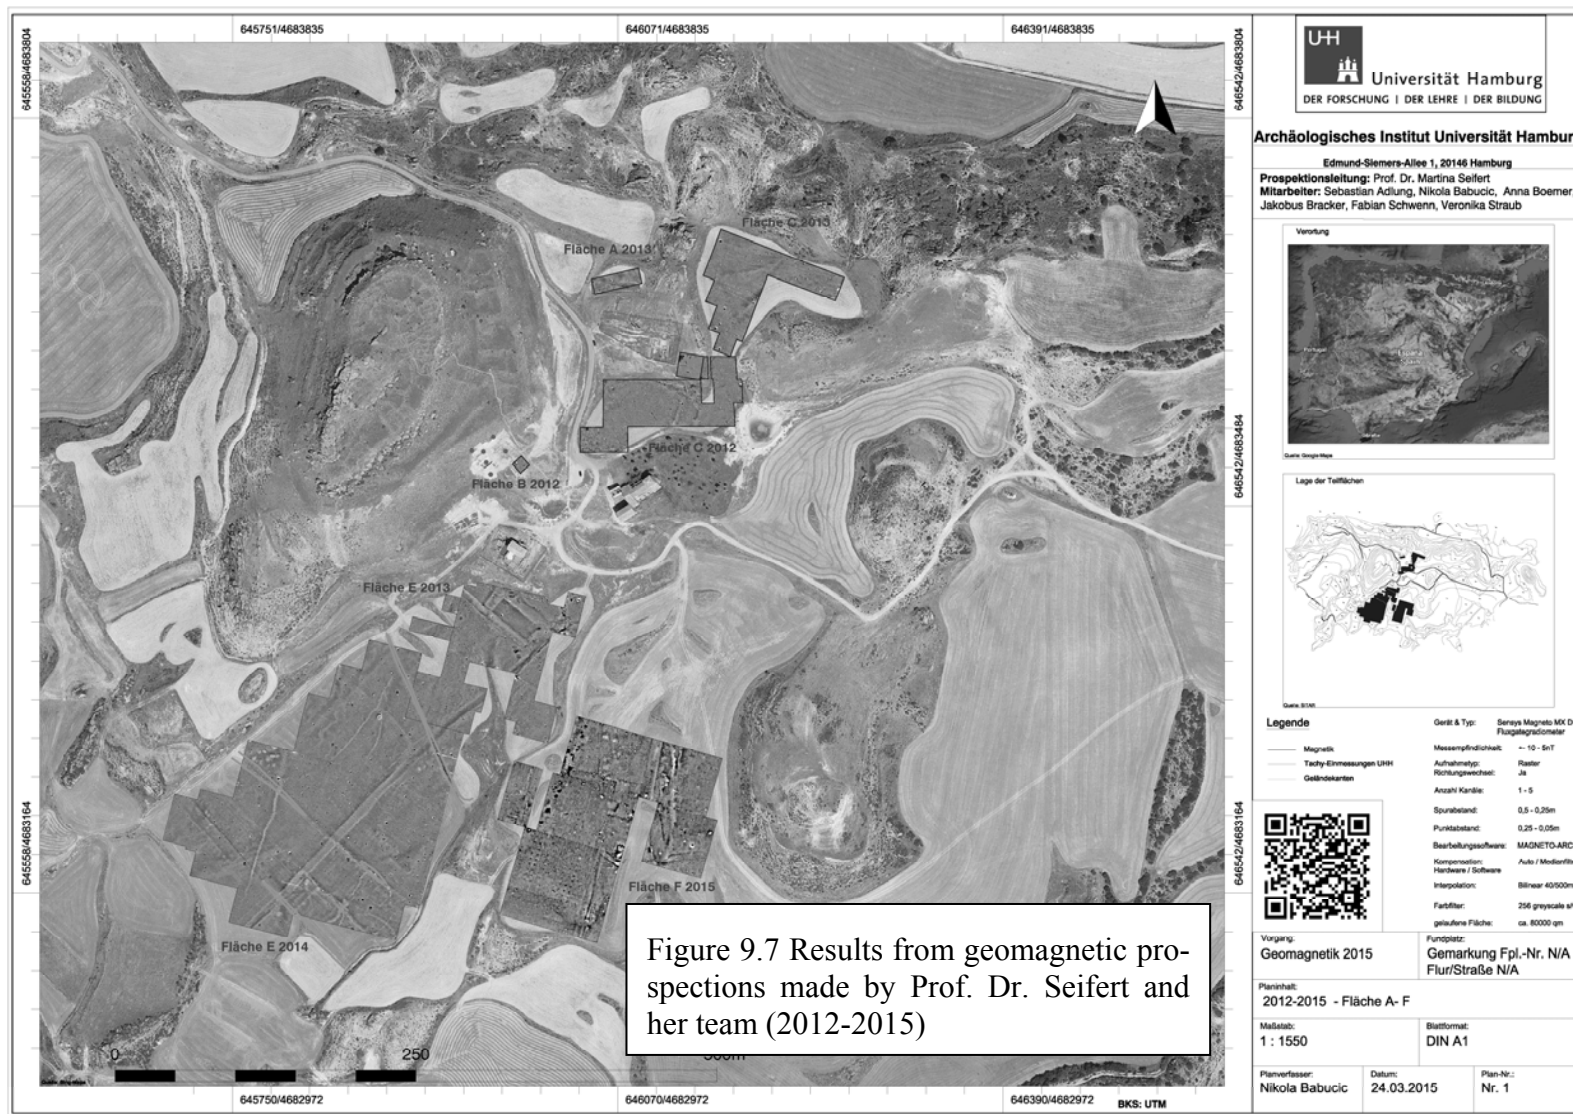 645751/4683835
646071/4683835
646391/4683835
645558/4683804
646542/4683804
Fläche A 2013
Fläche C 2013
Fläche C 2012
Fläche B 2012
646542/4683484
Fläche E 2013
645558/4683164
646542/4683164
Fläche F 2015
Fläche E 2014
Figure 9.7 Results from geomagnetic pro-
spections made by Prof. Dr. Seifert and
her team (2012-2015)
0
250
500m
645750/4682972
646070/4682972
646390/4682972
BKS: UTM
UHH
Universität Hamburg
DER FORSCHUNG | DER LEHRE | DER BILDUNG
Archäologisches Institut Universität Hambur
Edmund-Siemers-Allee 1, 20146 Hamburg
Prospektionsleitung: Prof. Dr. Martina Seifert
Mitarbeiter: Sebastian Adlung, Nikola Babucic, Anna Boemer,
Jakobus Bracker, Fabian Schwenn, Veronika Straub
Verortung
Portugal
España
Quelle: Google-Maps
Lage der Teilflächen
Quelle: SITAR
Legende
Magnetik
Tachy-Einmessungen UHH
Geländekanten
Gerät & Typ: Sensys Magneto MX D
Fluxgategradiometer
Messempfindlichkeit: +- 10 - 5nT
Aufnahmetyp: Raster
Richtungswechsel: Ja
Anzahl Kanäle: 1 - 5
Spurabstand: 0,5 - 0,25m
Punktabstand: 0,25 - 0,05m
Bearbeitungssoftware: MAGNETO-ARC
Kompensation: Auto / Medianfilt
Hardware / Software
Interpolation: Bilinear 40/500m
Farbfilter: 256 greyscale
gelaufene Fläche: ca. 80000 qm
Vorgang:
Geomagnetik 2015
Fundplatz:
Gemarkung Fpl.-Nr. N/A
Flur/Straße N/A
Planinhalt:
2012-2015 - Fläche A- F
Maßstab:
1 : 1550
Blattformat:
DIN A1
Planverfasser:
Nikola Babucic
Datum:
24.03.2015
Plan-Nr.:
Nr. 1